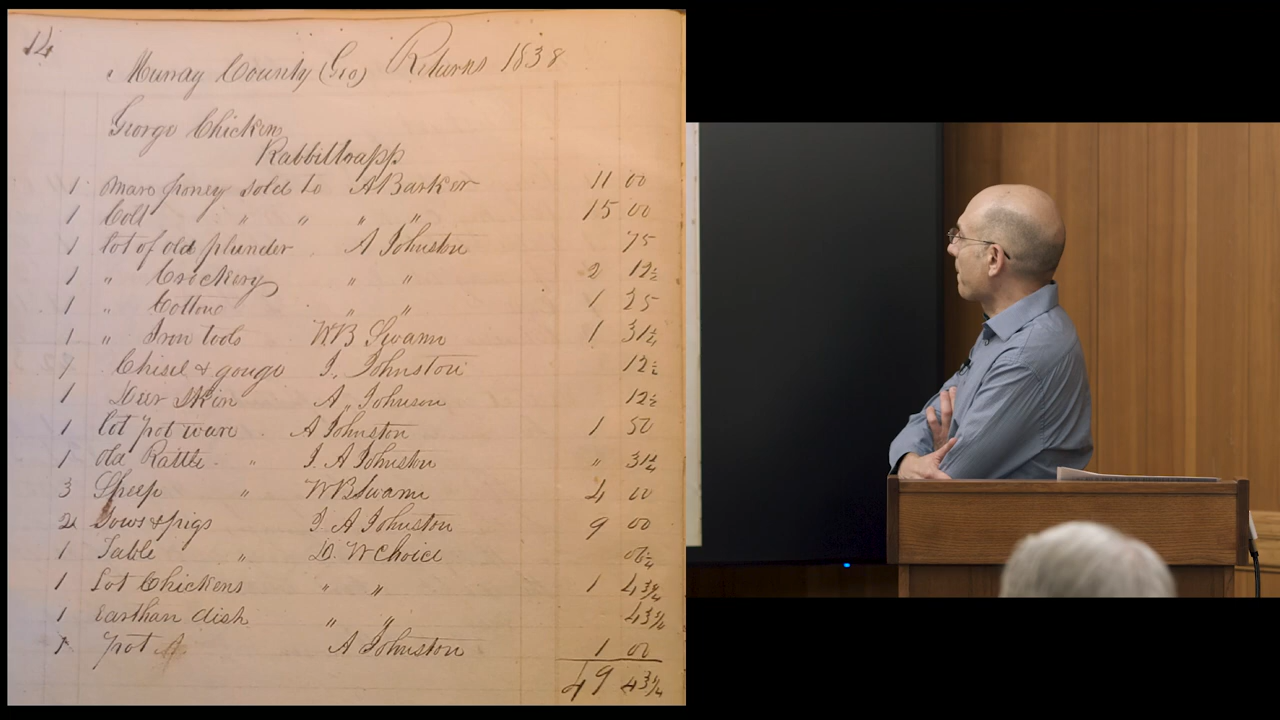 14
Murray County (Geo) Returns 1838
George Chicken
Rabbittrapp
1 mare poney sold to A Barker 11 00
1 Colt " " " " 15 00
1 lot of old plunder . A Johnston 75
1 " Crockery " " 2 12½
1 " Cotton " " 1 25
1 " Iron tools W.B Swann 1 31¼
1 Chisel & gouge J. Johnston 12½
1 Deer Skin A. Johnson 12½
1 lot pot ware . A Johnston 1 50
1 old Rattle . " J. A Johnston " 31¼
3 Sheep " W B Swann 4 00
2 Sows & pigs J. A Johnston 9 00
1 Table " D. W Choice 06¼
1 Lot Chickens " " 1 43¾
1 Earthan dish " " 43¾
1 pot A Johnston 1 00
49 43¾